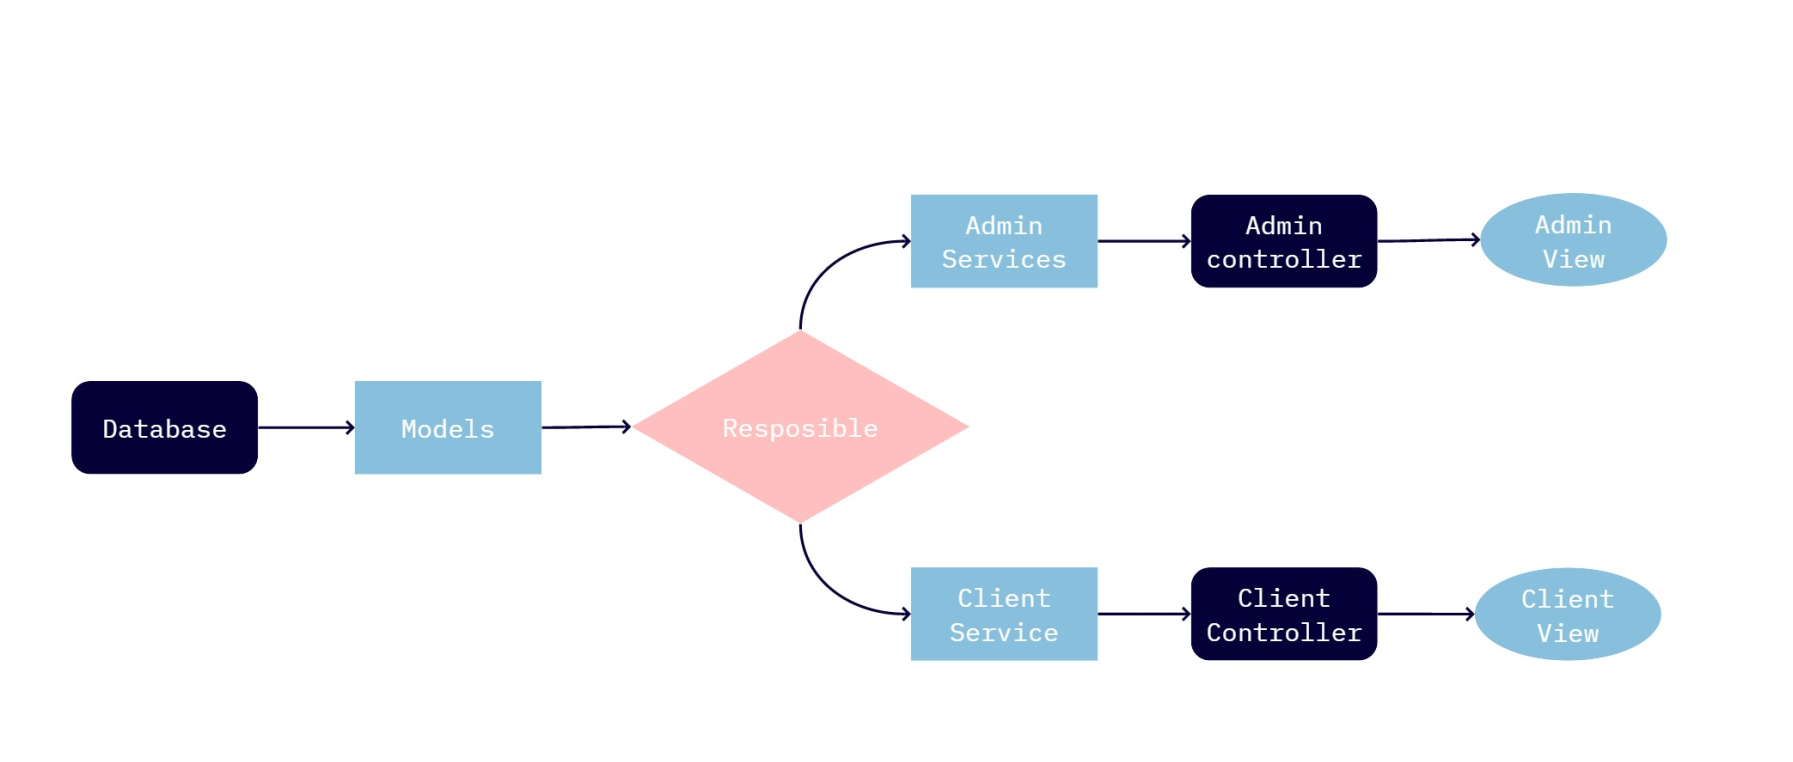 Database
Models
Resposible
Admin
Services
Admin
controller
Admin
View
Client
Service
Client
Controller
Client
View